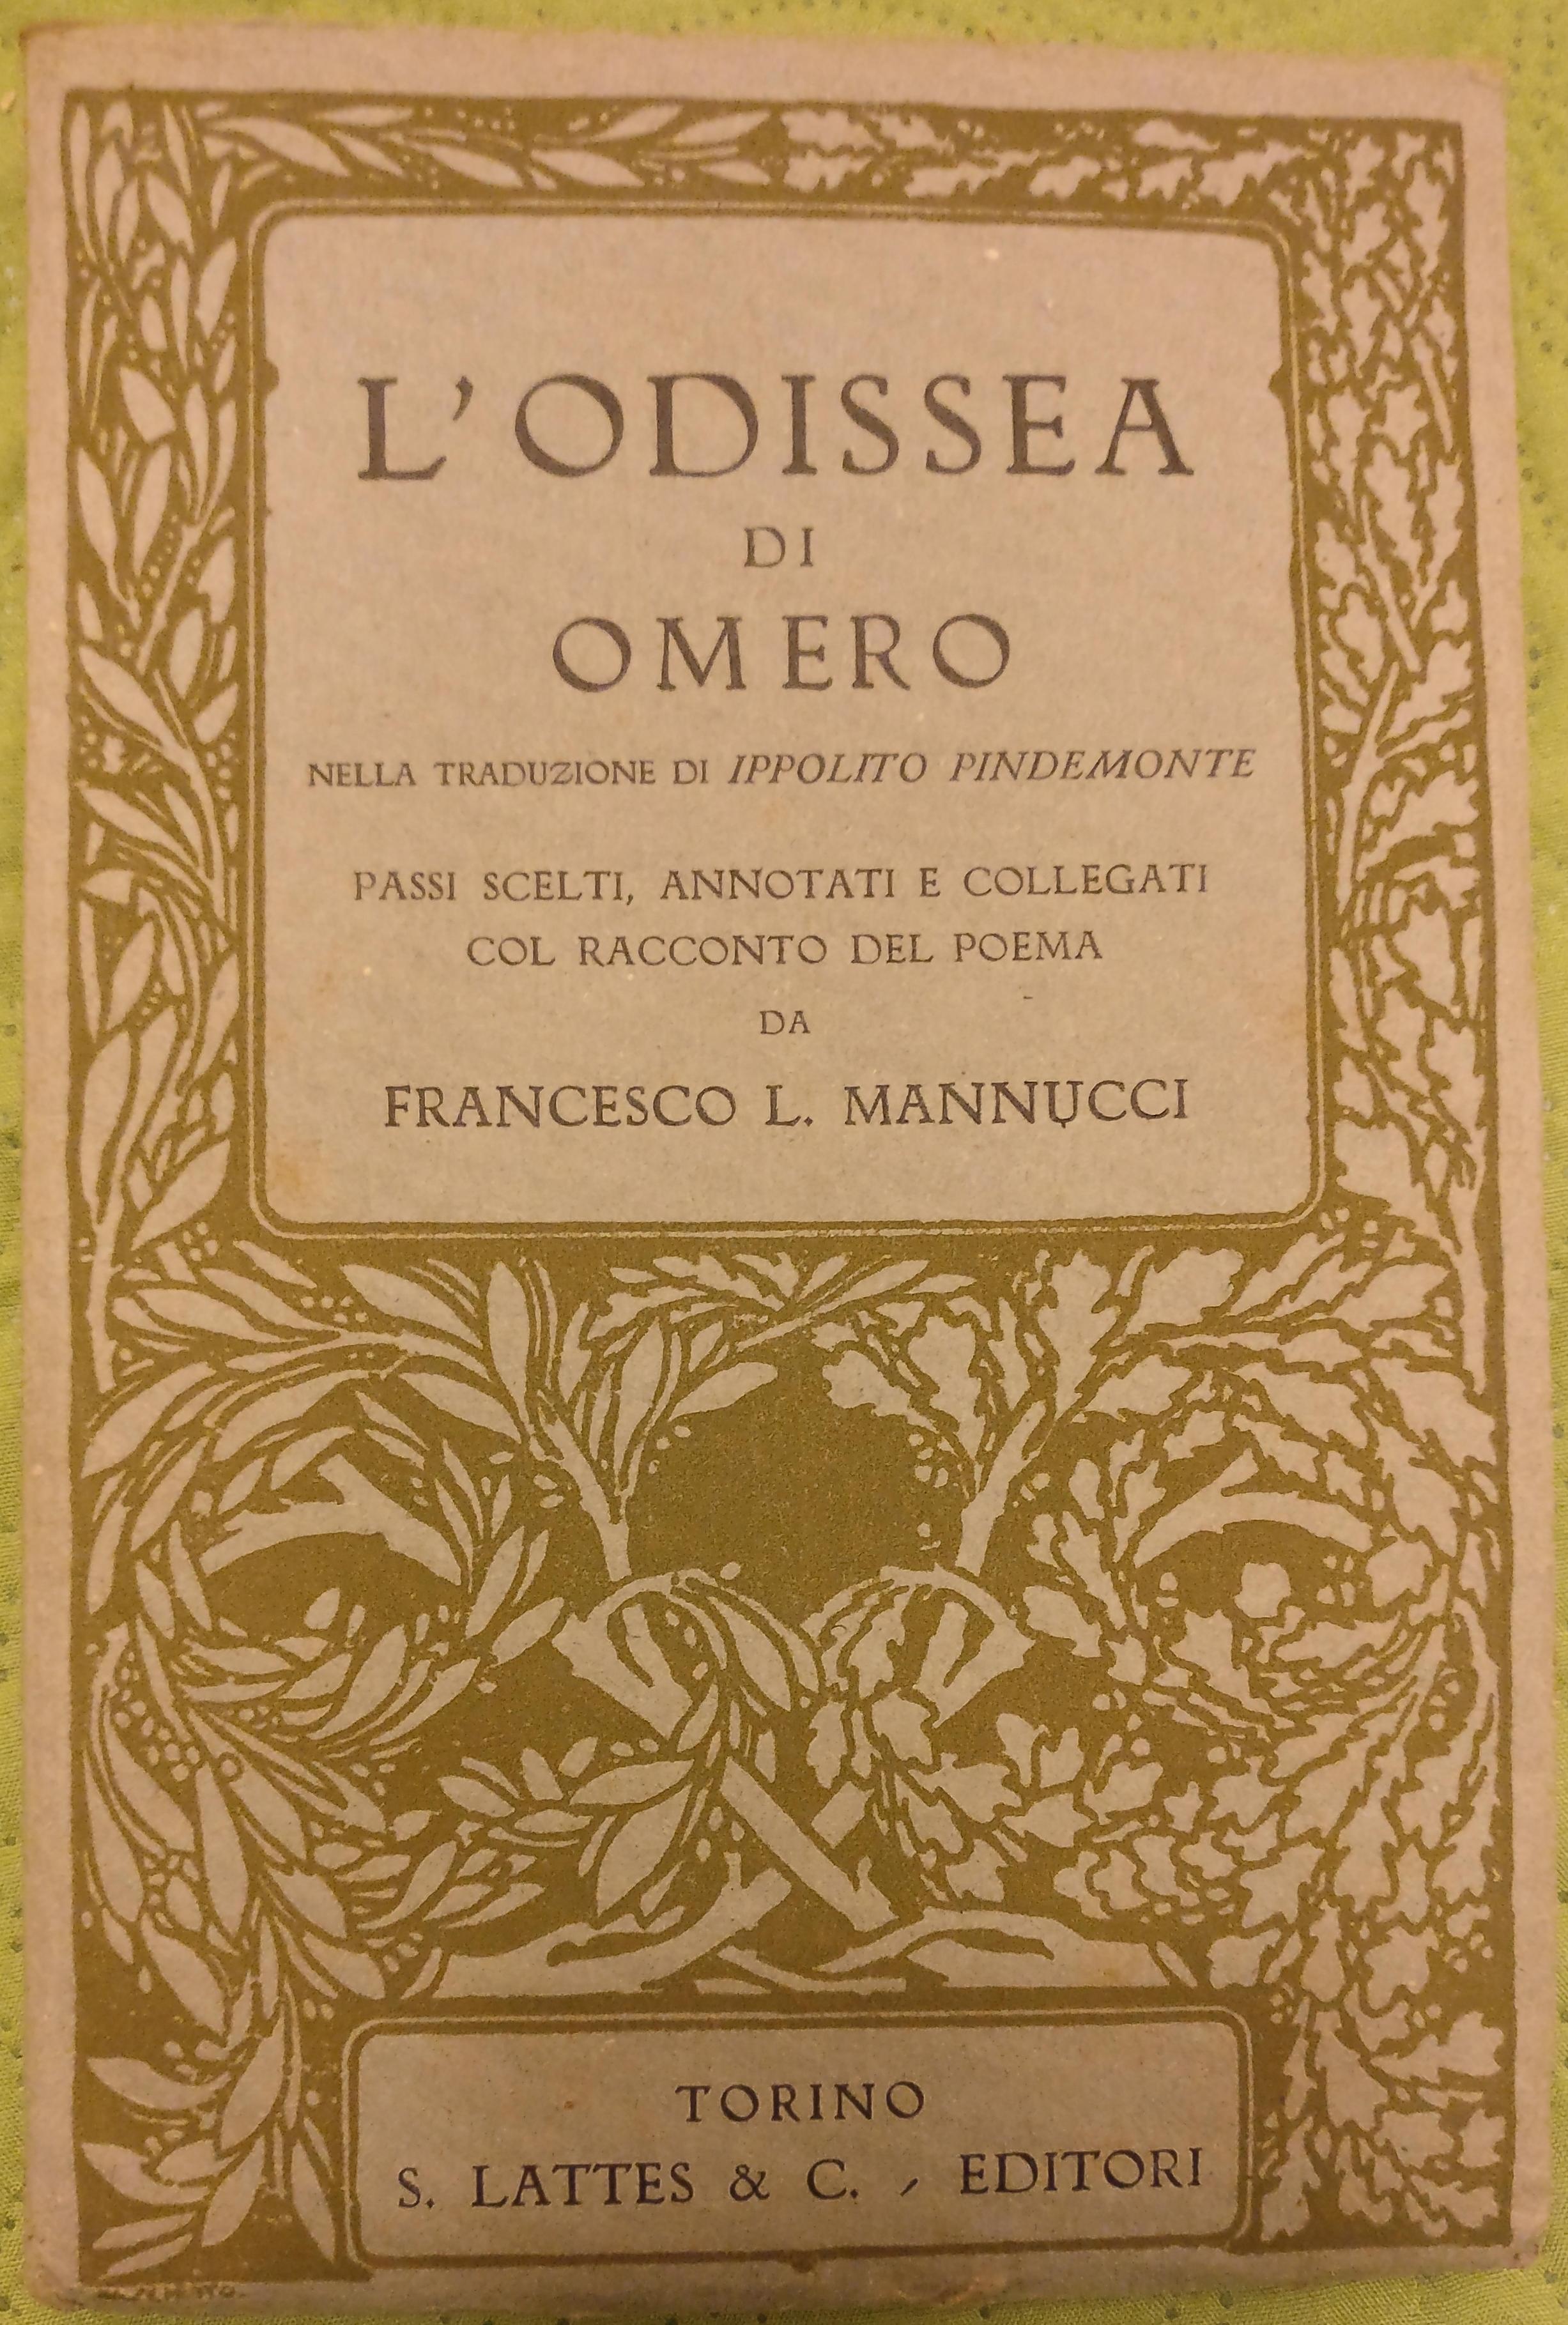 L'ODISSEA
DI
OMERO
NELLA TRADUZIONE DI IPPOLITO PINDEMONTE
PASSI SCELTI, ANNOTATI E COLLEGATI
COL RACCONTO DEL POEMA
DA
FRANCESCO L. MANNUCCI
TORINO
S. LATTES & C. - EDITORI